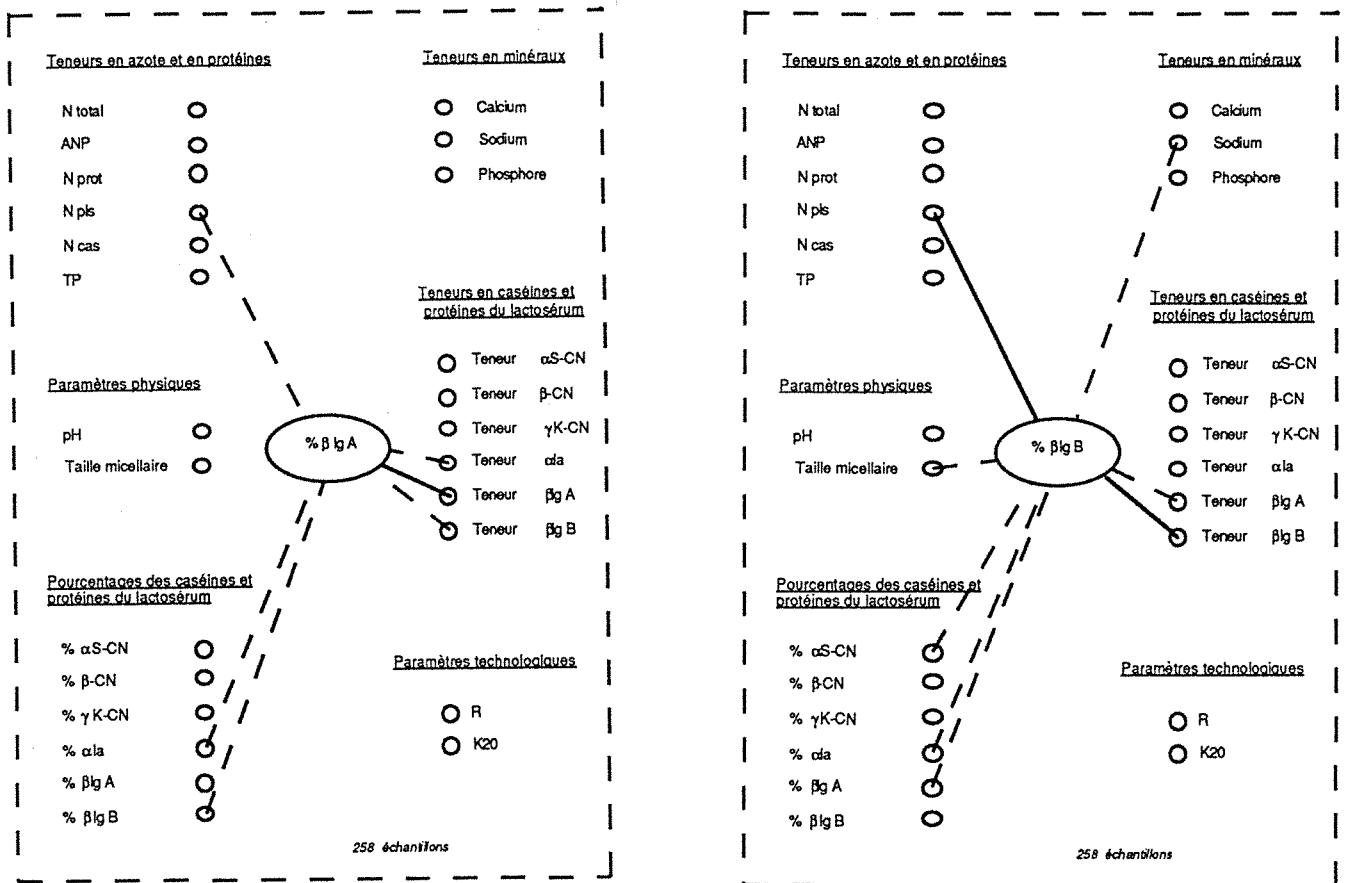 Teneurs en azote et en protéines
Teneurs en minéraux
N total
ANP
N prot
N pls
N cas
TP
Calcium
Sodium
Phosphore
Teneurs en caséines et
protéines du lactosérum
Teneur αS-CN
Teneur β-CN
Teneur γK-CN
Teneur αla
Teneur βlg A
Teneur βlg B
Paramètres physiques
pH
Taille micellaire
% β lg A
Pourcentages des caséines et
protéines du lactosérum
% αS-CN
% β-CN
% γ K-CN
% αla
% βlg A
% βlg B
Paramètres technologiques
R
K20
258 échantillons
Teneurs en azote et en protéines
Teneurs en minéraux
N total
ANP
N prot
N pls
N cas
TP
Calcium
Sodium
Phosphore
Teneurs en caséines et
protéines du lactosérum
Teneur αS-CN
Teneur β-CN
Teneur γ K-CN
Teneur αla
Teneur βlg A
Teneur βlg B
Paramètres physiques
pH
Taille micellaire
% βlg B
Pourcentages des caséines et
protéines du lactosérum
% αS-CN
% β-CN
% γK-CN
% αla
% βlg A
% βlg B
Paramètres technologiques
R
K20
258 échantillons